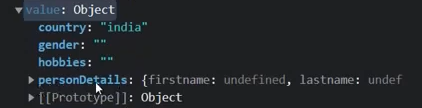 ▼value: Object
country: "india"
gender: ""
hobbies: ""
▶ personDetails: {firstname: undefined, lastname: undef
▶ [[Prototype]]: Object